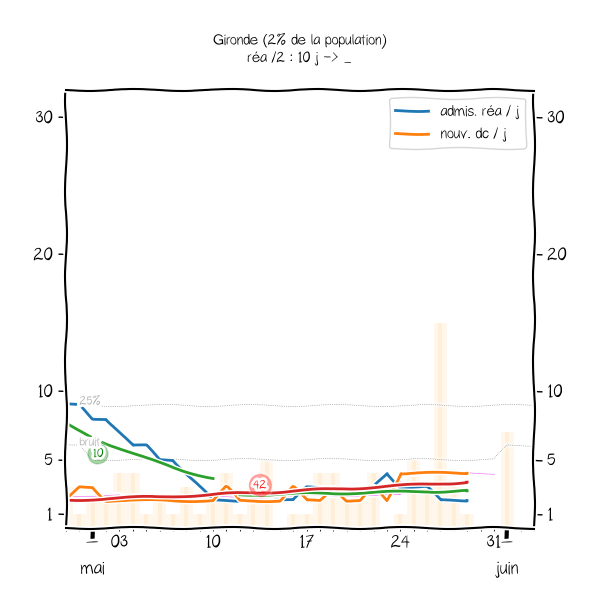 Gironde (2% de la population)
réa /2 : 10 j -> _
admis. réa / j
nouv. dc / j
30
30
20
20
10
10
25%
bruit
10
42
5
5
1
1
03
10
17
24
31
mai
juin